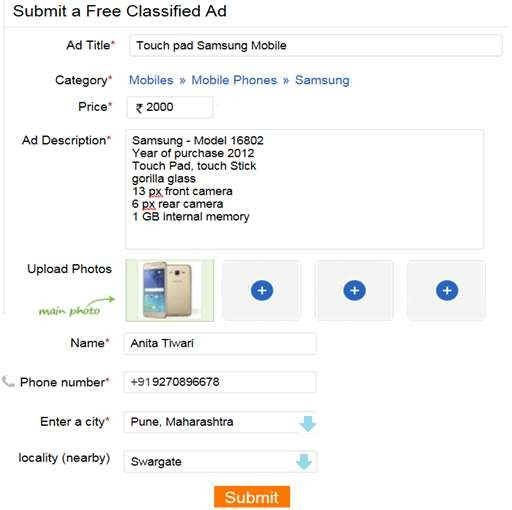 Submit a Free Classified Ad
Ad Title* Touch pad Samsung Mobile
Category* Mobiles » Mobile Phones » Samsung
Price* ₹ 2000
Ad Description* Samsung - Model 16802
Year of purchase 2012
Touch Pad, touch Stick
gorilla glass
13 px front camera
6 px rear camera
1 GB internal memory
Upload Photos
main photo
Name* Anita Tiwari
Phone number* +919270896678
Enter a city* Pune, Maharashtra
locality (nearby) Swargate
Submit